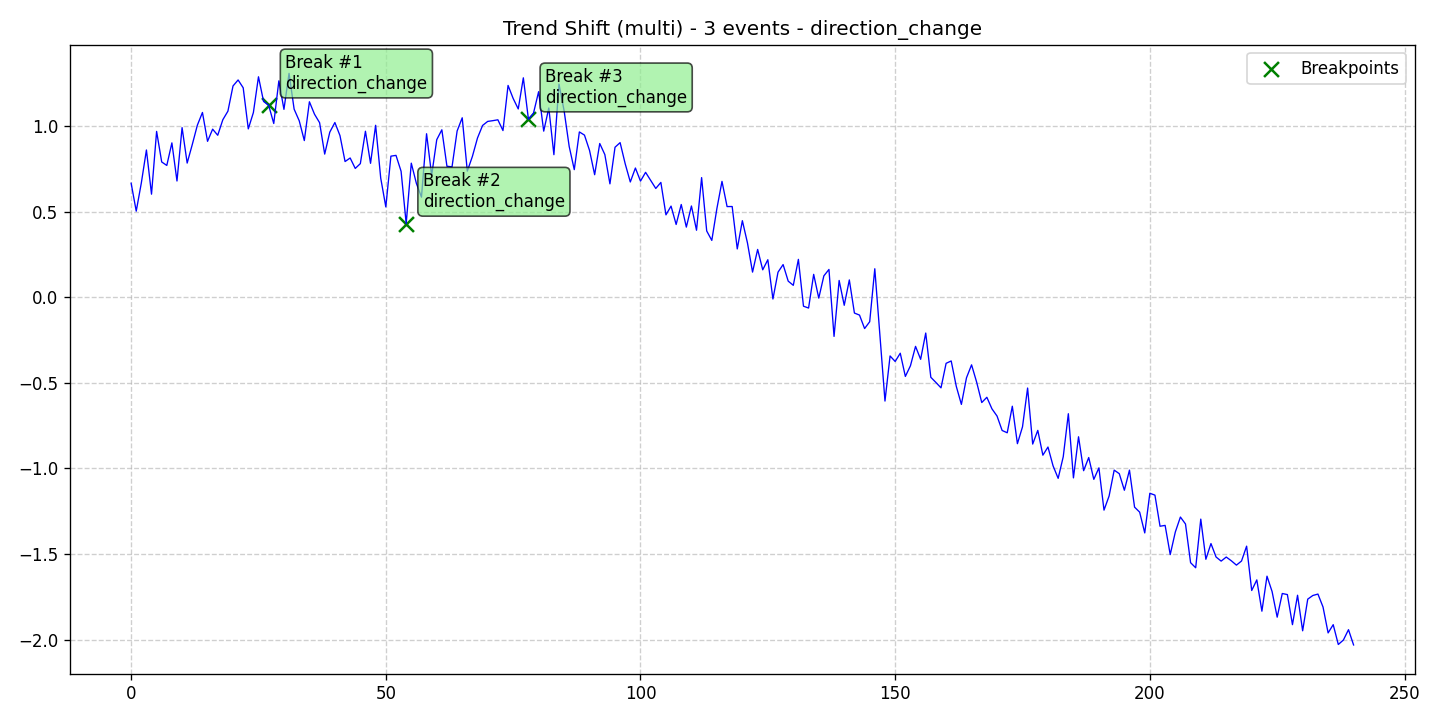 Trend Shift (multi) - 3 events - direction_change
Break #1
direction_change
Break #3
direction_change
Breakpoints
Break #2
direction_change
1.0
0.5
0.0
−0.5
−1.0
−1.5
−2.0
0
50
100
150
200
250